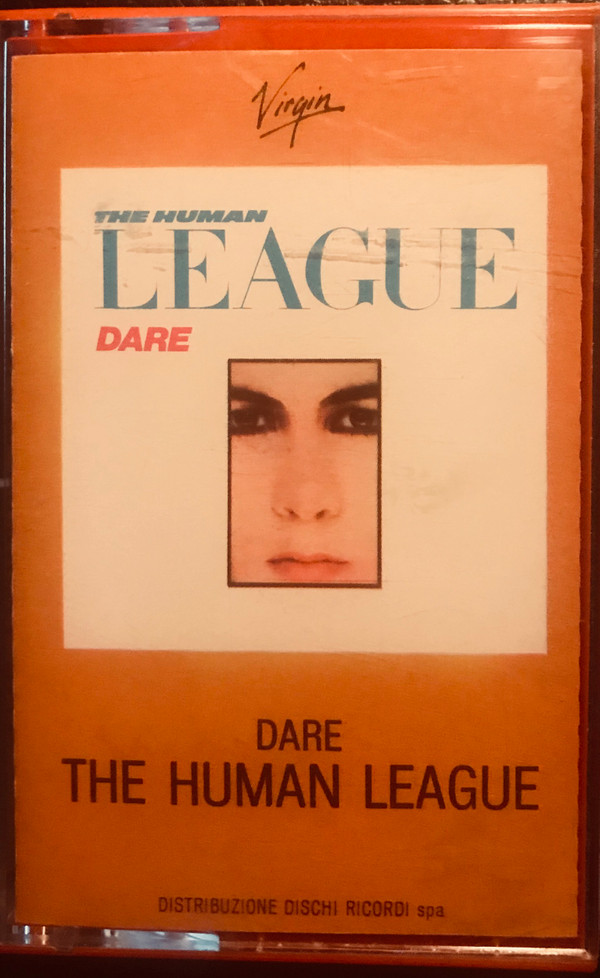 Virgin
THE HUMAN
LEAGUE
DARE
DARE
THE HUMAN LEAGUE
DISTRIBUZIONE DISCHI RICORDI spa